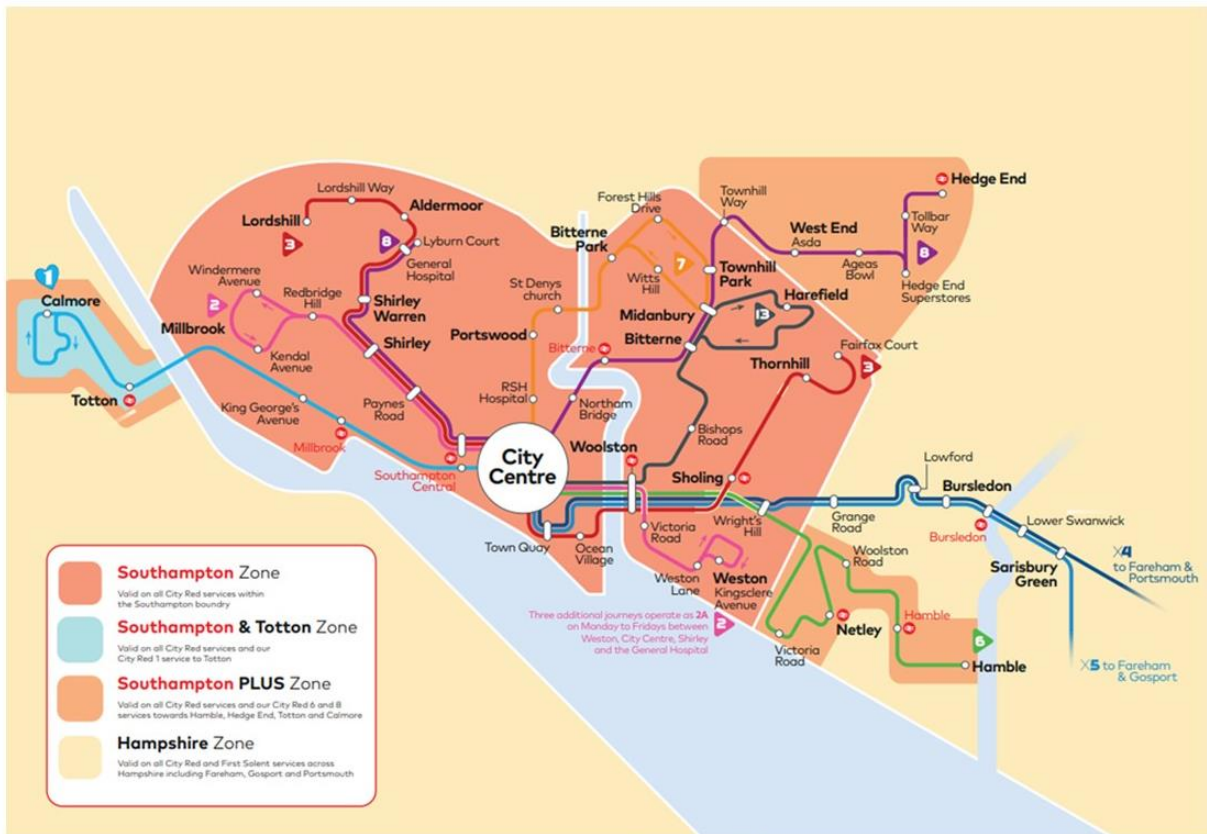 Lordshill Way
Lordshill
3
Aldermoor
8
Lyburn Court
General
Hospital
Windermere
Avenue
2
Redbridge
Hill
Shirley
Warren
Shirley
1
Calmore
Millbrook
Kendal
Avenue
Totton
King George's
Avenue
Millbrook
Paynes
Road
Southampton
Central
City
Centre
Forest Hills
Drive
Bitterne
Park
7
Witts
Hill
St Denys
church
Portswood
RSH
Hospital
Bitterne
Northam
Bridge
Townhill
Way
Townhill
Park
Midanbury
Bitterne
Harefield
13
Hedge End
Tollbar
Way
West End
Asda
Ageas
Bowl
8
Hedge End
Superstores
Fairfax Court
Thornhill
3
Bishops
Road
Woolston
Sholing
Town Quay
Ocean
Village
Victoria
Road
Wright's
Hill
Weston
Lane
Weston
Kingsclere
Avenue
Three additional journeys operate as 2A
on Monday to Fridays between
Weston, City Centre, Shirley
and the General Hospital
2
Lowford
Bursledon
Grange
Road
Bursledon
Lower Swanwick
Sarisbury
Green
X4
to Fareham &
Portsmouth
X5 to Fareham
& Gosport
Woolston
Road
Hamble
Netley
Victoria
Road
6
Hamble
Southampton Zone
Valid on all City Red services within
the Southampton boundry
Southampton & Totton Zone
Valid on all City Red services and our
City Red 1 service to Totton
Southampton PLUS Zone
Valid on all City Red services and our City Red 6 and 8
services towards Hamble, Hedge End, Totton and Calmore
Hampshire Zone
Valid on all City Red and First Solent services across
Hampshire including Fareham, Gosport and Portsmouth